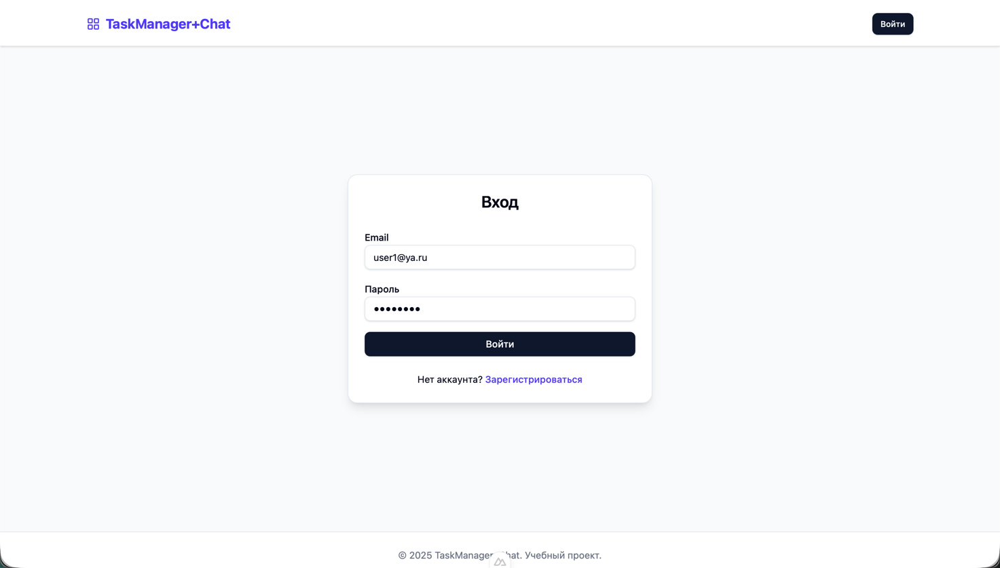 TaskManager+Chat
Войти
Вход
Email
user1@ya.ru
Пароль
Войти
Нет аккаунта? Зарегистрироваться
© 2025 TaskManager hat. Учебный проект.